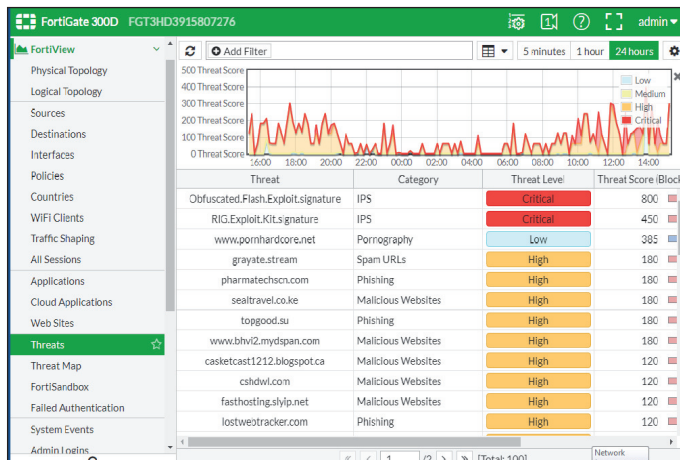 FortiGate 300D FGT3HD3915807276
admin
FortiView
Physical Topology
Logical Topology
Sources
Destinations
Interfaces
Policies
Countries
WiFi Clients
Traffic Shaping
All Sessions
Applications
Cloud Applications
Web Sites
Threats
Threat Map
FortiSandbox
Failed Authentication
System Events
Admin Logins
Add Filter
5 minutes 1 hour 24 hours
500 Threat Score
400 Threat Score
300 Threat Score
200 Threat Score
100 Threat Score
0 Threat Score
16:00 18:00 20:00 22:00 00:00 02:00 04:00 06:00 08:00 10:00 12:00 14:00
Low
Medium
High
Critical
Threat Category Threat Level Threat Score (Block
Obfuscated.Flash.Exploit.signature IPS Critical 800
RIG.Exploit.Kit.signature IPS Critical 450
www.pornhardcore.net Pornography Low 385
grayate.stream Spam URLs High 180
pharmatechscn.com Phishing High 180
sealtravel.co.ke Malicious Websites High 180
topgood.su Phishing High 180
www.bhvi2.mydspan.com Malicious Websites High 180
casketcast1212.blogspot.ca Malicious Websites High 120
cshdwl.com Malicious Websites High 120
fasthosting.slyip.net Malicious Websites High 120
lostwebtracker.com Phishing High 120
1 /2 [Total: 100]
Network